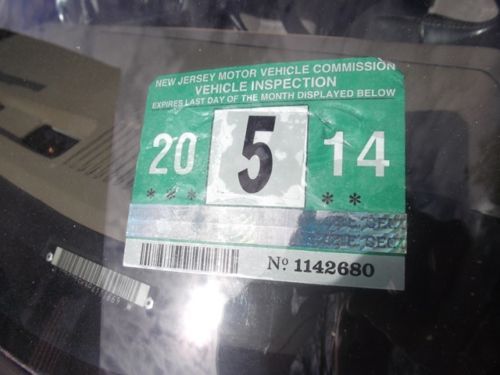 NEW JERSEY MOTOR VEHICLE COMMISSION
VEHICLE INSPECTION
EXPIRES LAST DAY OF THE MONTH DISPLAYED BELOW
20 5 14
* * * * *
Nº 1142680